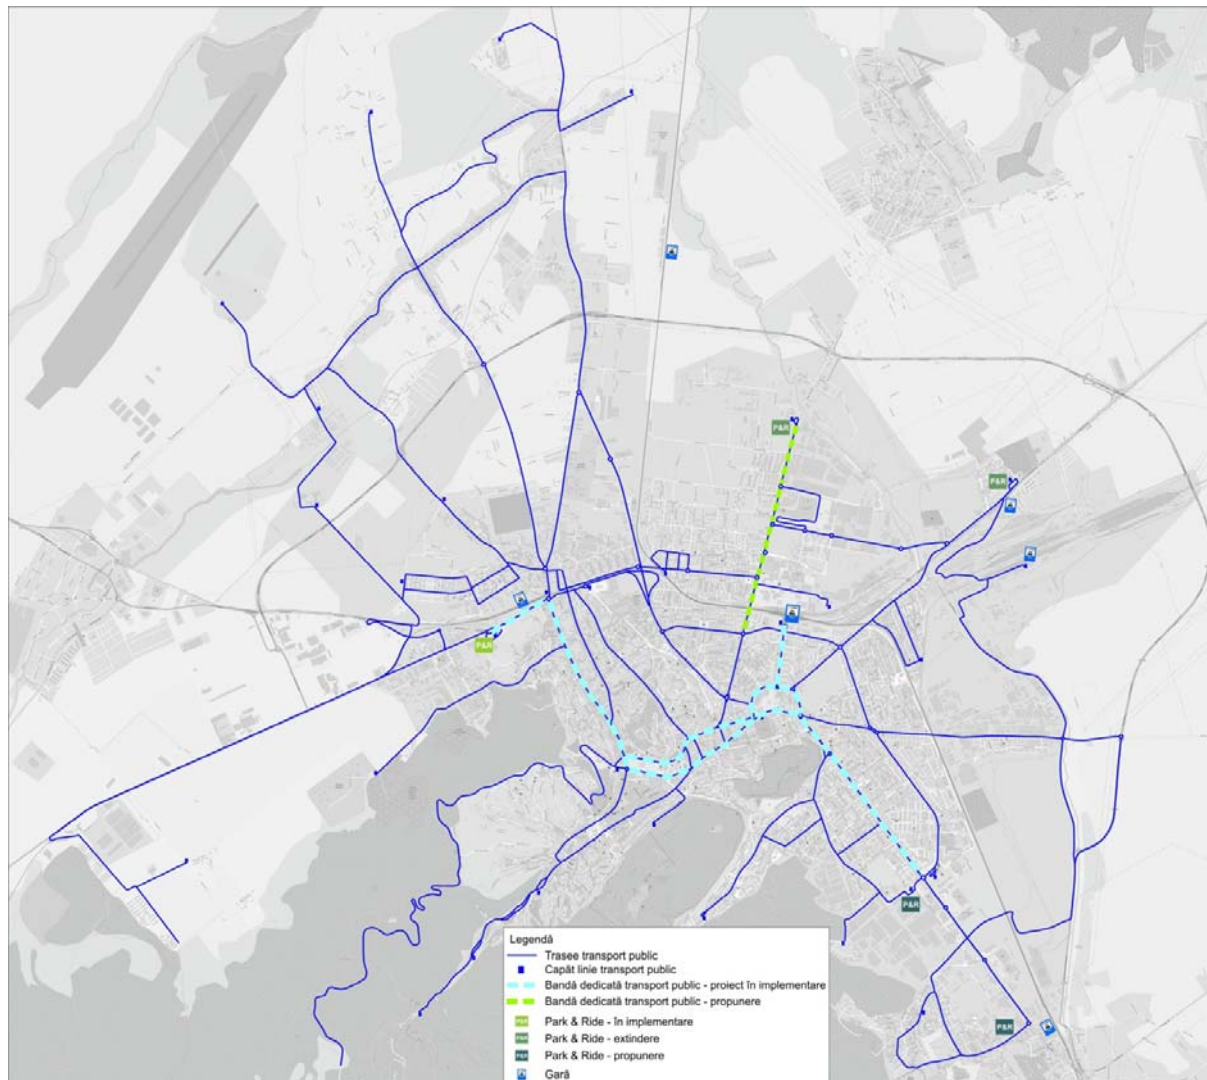 P&R
P&R
P&R
P&R
P&R
Legendă
Trasee transport public
Capăt linie transport public
Bandă dedicată transport public - proiect în implementare
Bandă dedicată transport public - propunere
P&R Park & Ride - în implementare
P&R Park & Ride - extindere
P&R Park & Ride - propunere
Gară